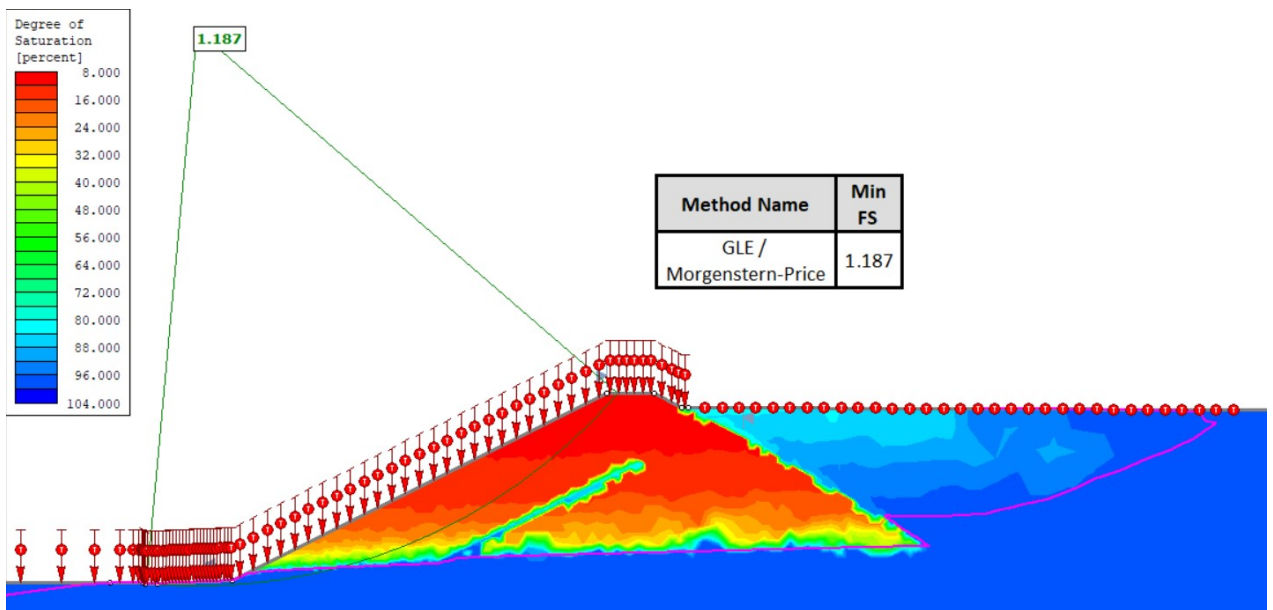 Degree of
Saturation
[percent]
8.000
16.000
24.000
32.000
40.000
48.000
56.000
64.000
72.000
80.000
88.000
96.000
104.000
1.187
Method Name Min FS
GLE /
Morgenstern-Price 1.187